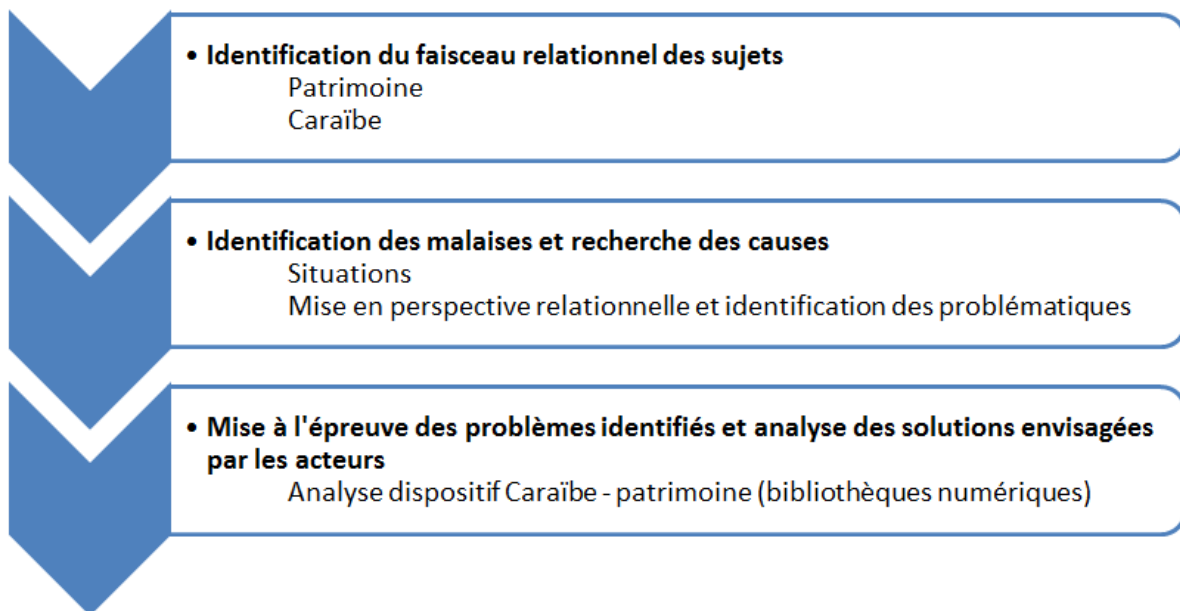 • Identification du faisceau relationnel des sujets
Patrimoine
Caraïbe
• Identification des malaises et recherche des causes
Situations
Mise en perspective relationnelle et identification des problématiques
• Mise à l'épreuve des problèmes identifiés et analyse des solutions envisagées
par les acteurs
Analyse dispositif Caraïbe - patrimoine (bibliothèques numériques)